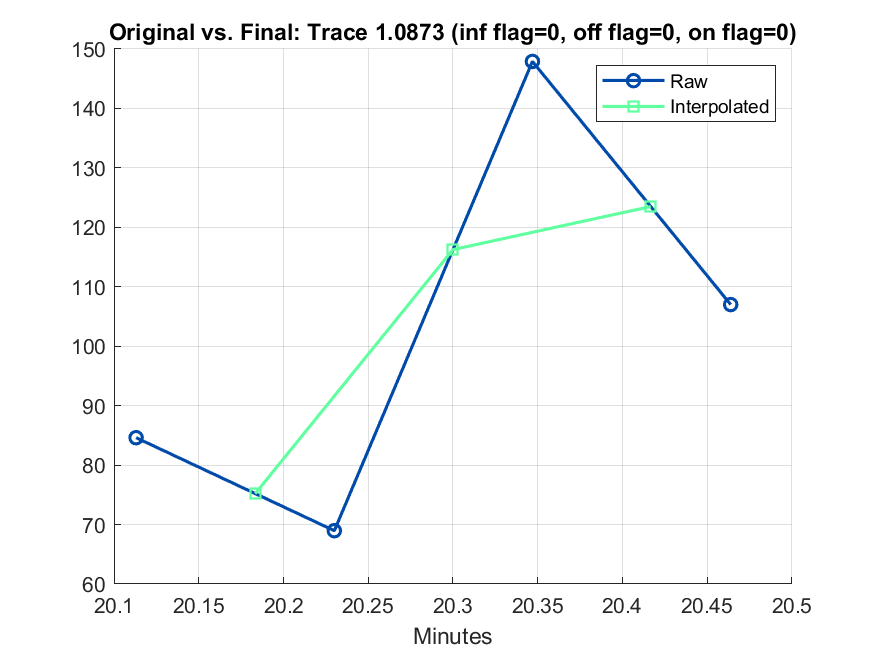 Original vs. Final: Trace 1.0873 (inf flag=0, off flag=0, on flag=0)
150
140
130
120
110
100
90
80
70
60
Raw
Interpolated
20.1 20.15 20.2 20.25 20.3 20.35 20.4 20.45 20.5
Minutes